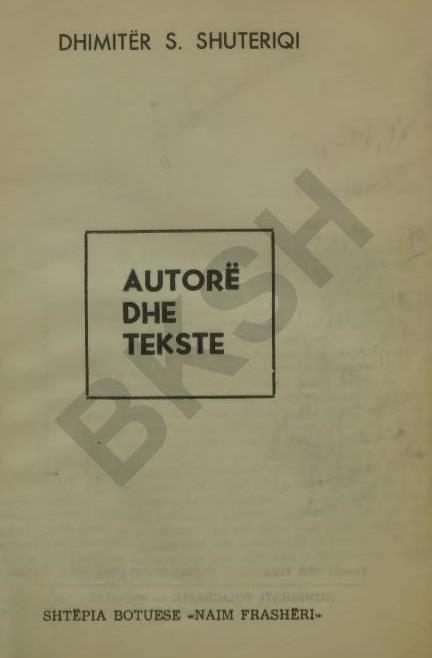 DHIMITËR S. SHUTERIQI
AUTORË
DHE
TEKSTE
BKSH
SHTËPIA BOTUESE «NAIM FRASHËRI»